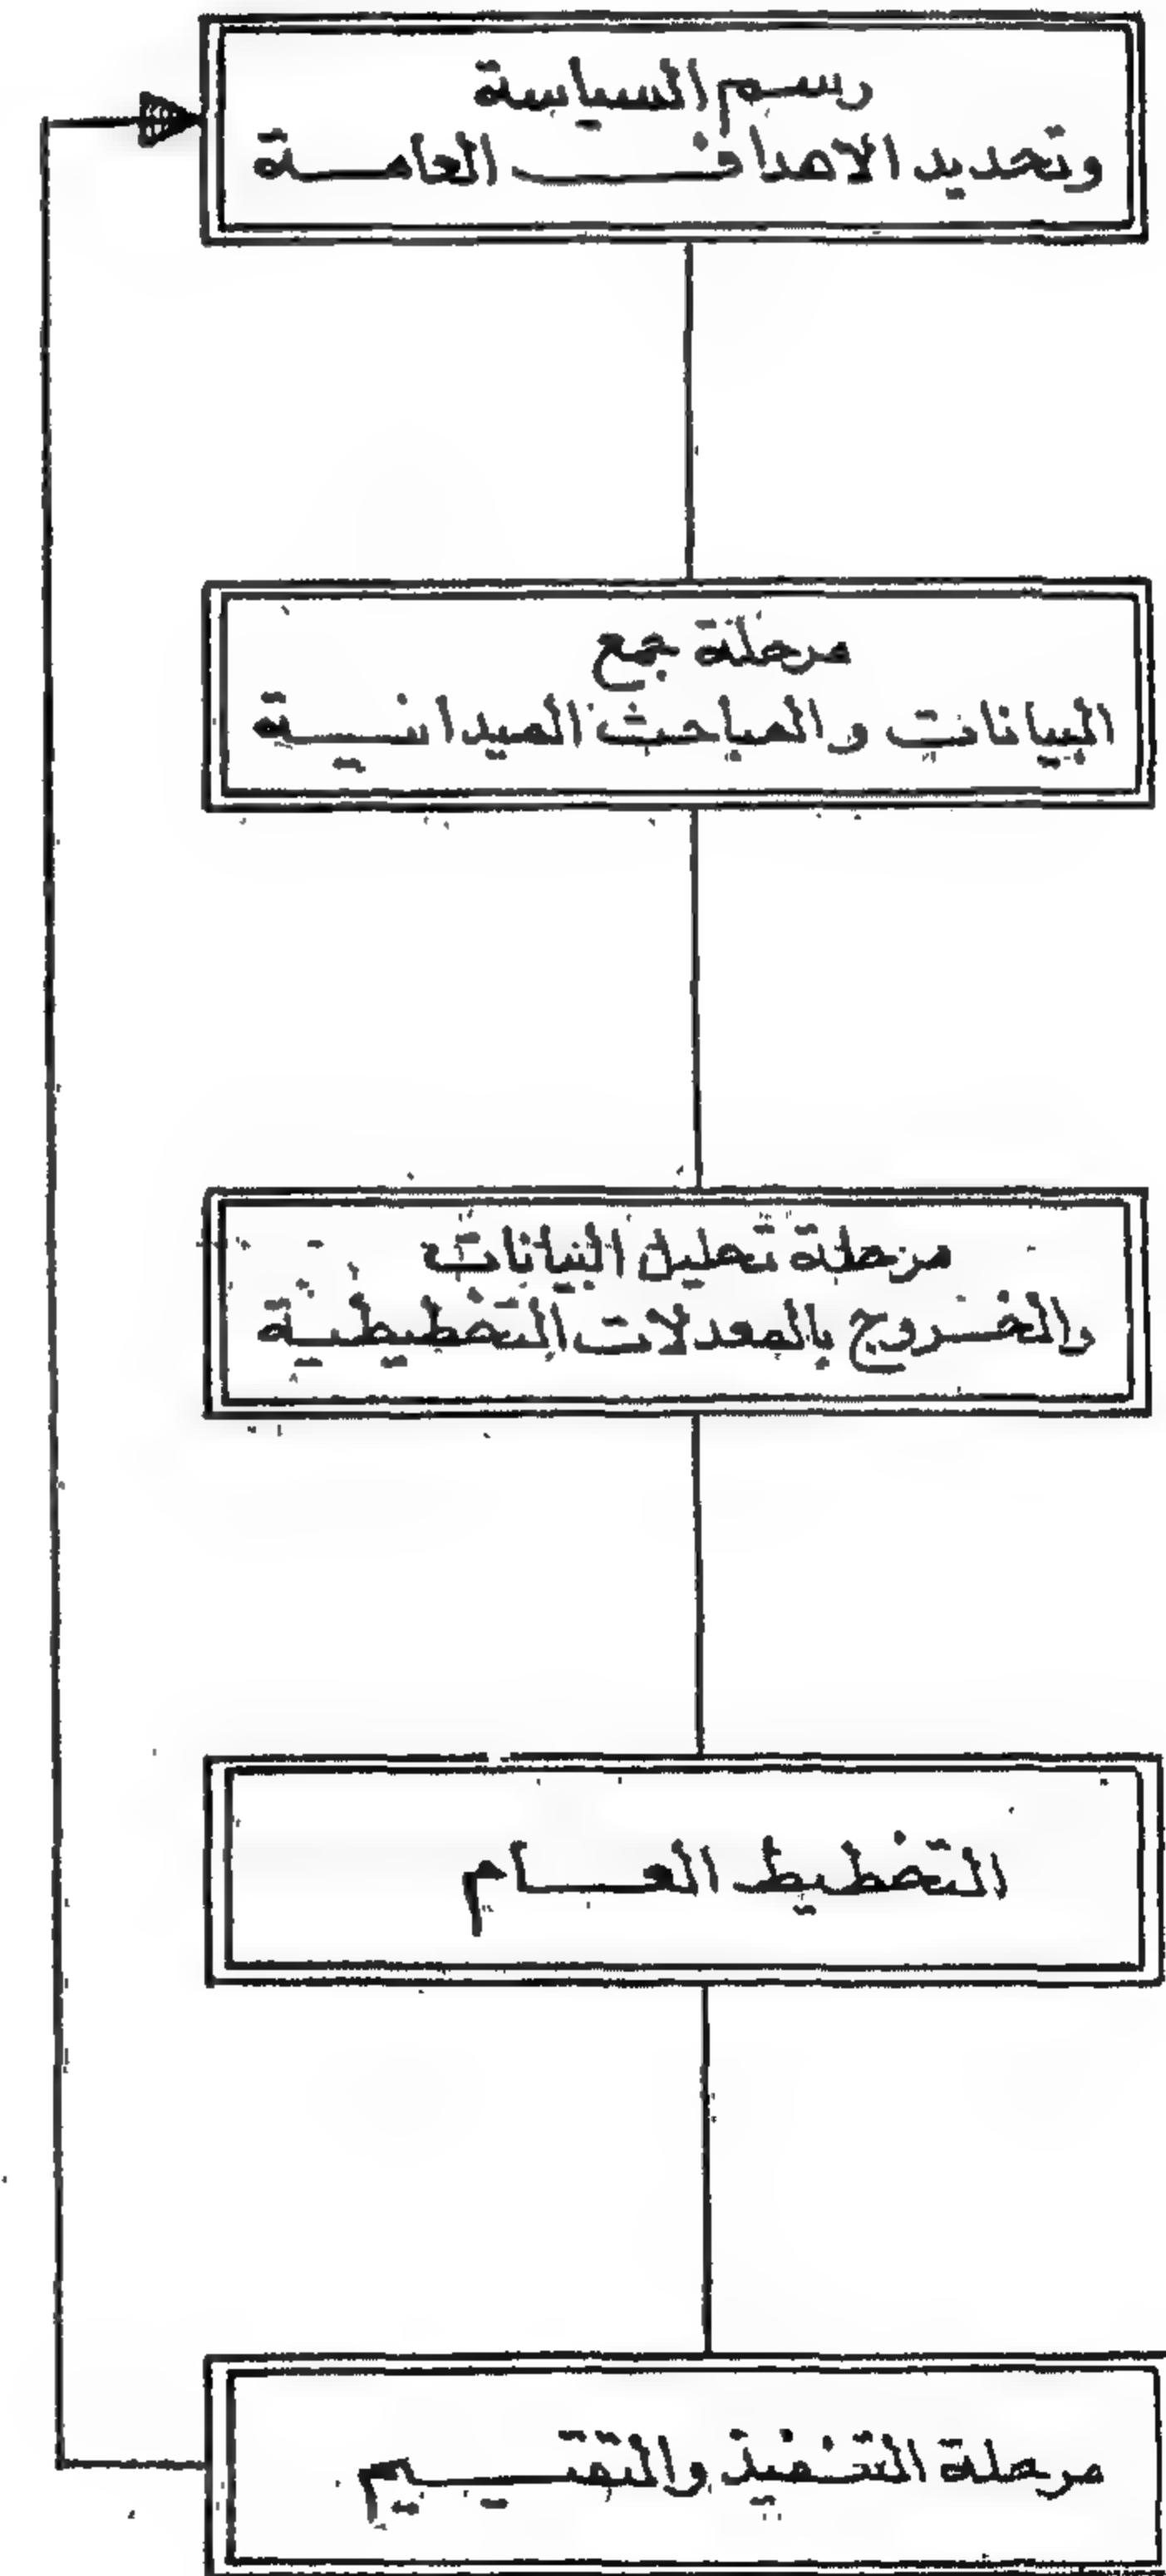 رسم السياسة
وتحديد الاهداف العامة
مرحلة جمع
البيانات والمباحث الميدانية
مرحلة تحليل البيانات
والخروج بالمعدلات التخطيطية
التخطيط العام
مرحلة التنفيذ والتقييم